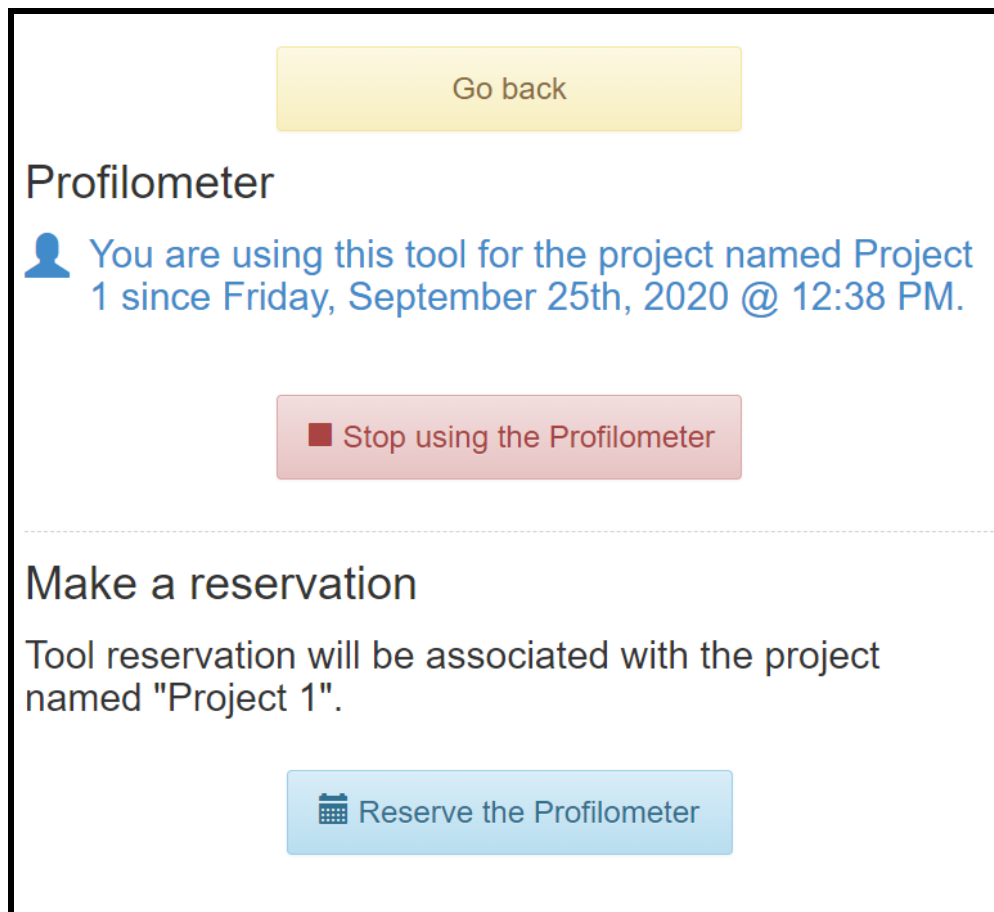 Go back
Profilometer
You are using this tool for the project named Project
1 since Friday, September 25th, 2020 @ 12:38 PM.
Stop using the Profilometer
Make a reservation
Tool reservation will be associated with the project
named "Project 1".
Reserve the Profilometer